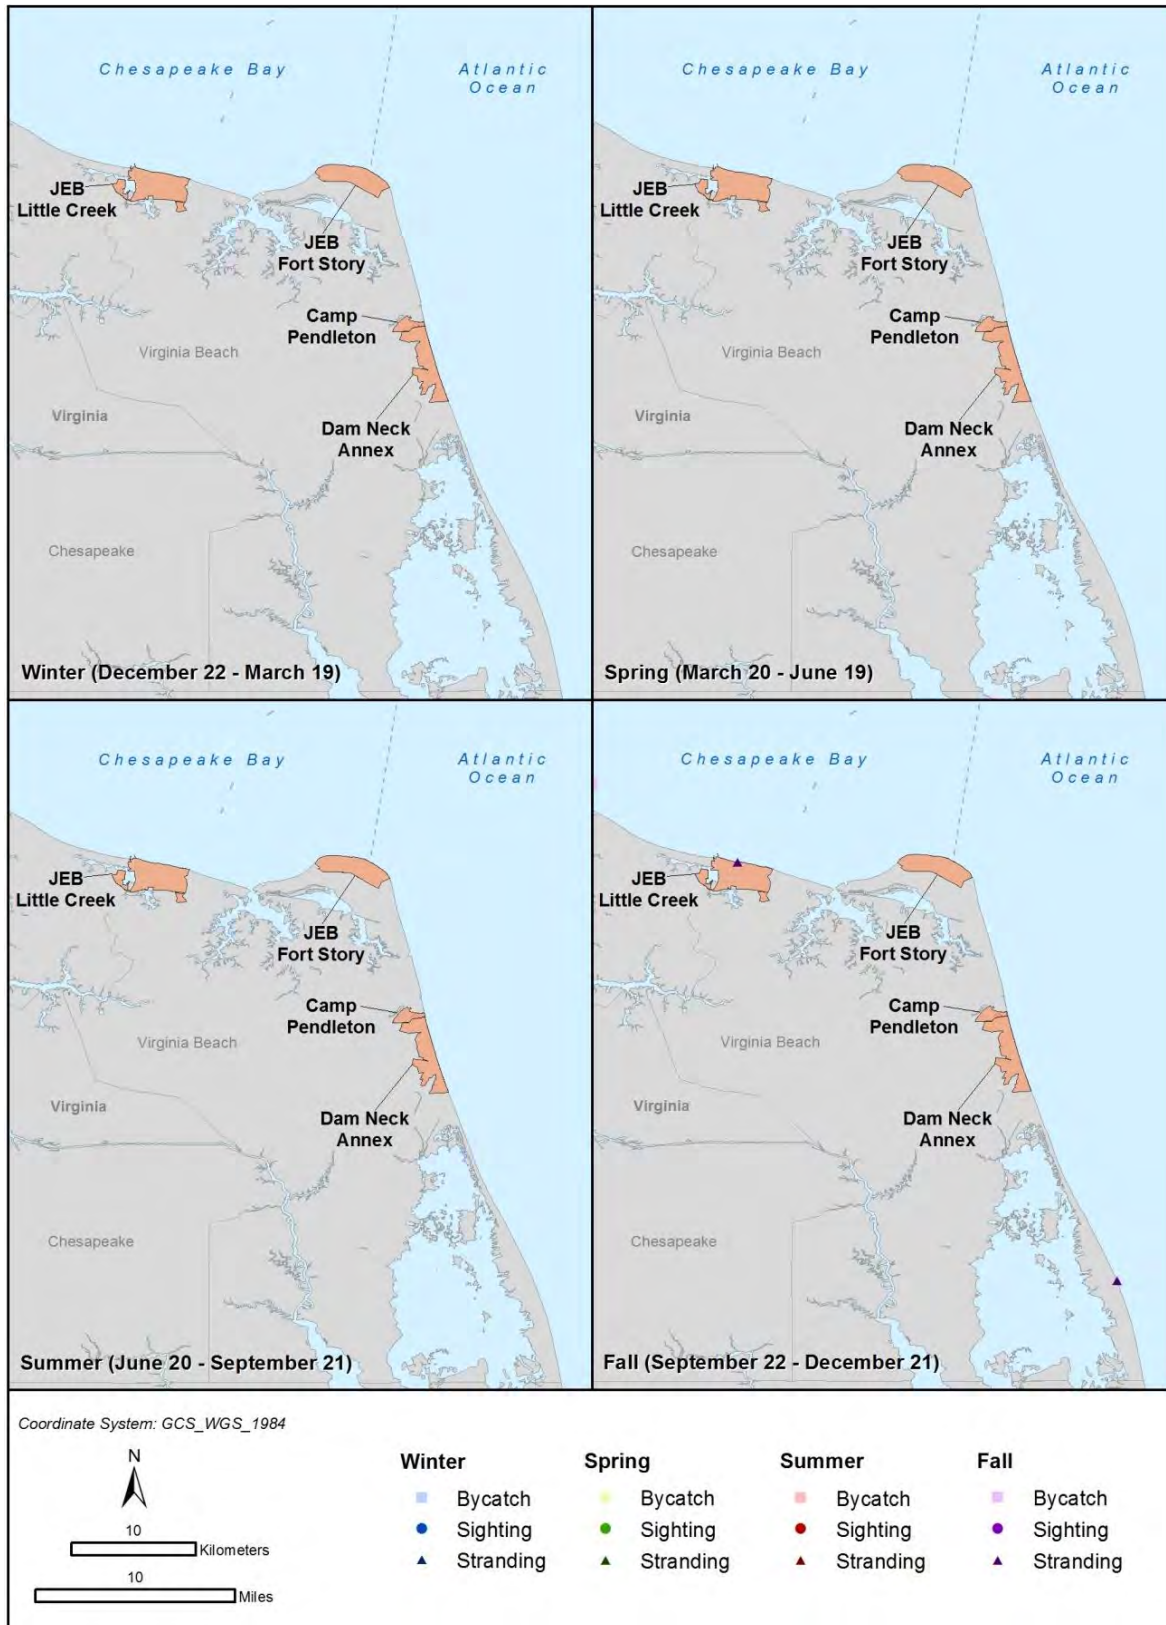 Chesapeake Bay
Atlantic
Ocean
JEB
Little Creek
JEB
Fort Story
Camp
Pendleton
Virginia Beach
Virginia
Dam Neck
Annex
Chesapeake
Winter (December 22 - March 19)
Chesapeake Bay
Atlantic
Ocean
JEB
Little Creek
JEB
Fort Story
Camp
Pendleton
Virginia Beach
Virginia
Dam Neck
Annex
Chesapeake
Spring (March 20 - June 19)
Chesapeake Bay
Atlantic
Ocean
JEB
Little Creek
JEB
Fort Story
Camp
Pendleton
Virginia Beach
Virginia
Dam Neck
Annex
Chesapeake
Summer (June 20 - September 21)
Chesapeake Bay
Atlantic
Ocean
JEB
Little Creek
JEB
Fort Story
Camp
Pendleton
Virginia Beach
Virginia
Dam Neck
Annex
Chesapeake
Fall (September 22 - December 21)
Coordinate System: GCS_WGS_1984
N
10
Kilometers
10
Miles
Winter
Bycatch
Sighting
Stranding
Spring
Bycatch
Sighting
Stranding
Summer
Bycatch
Sighting
Stranding
Fall
Bycatch
Sighting
Stranding